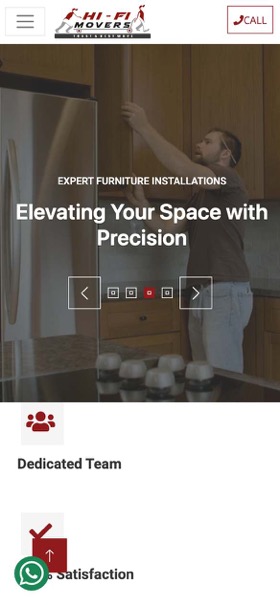 HI-FI
MOVERS
CALL
EXPERT FURNITURE INSTALLATIONS
Elevating Your Space with
Precision
Dedicated Team
Satisfaction